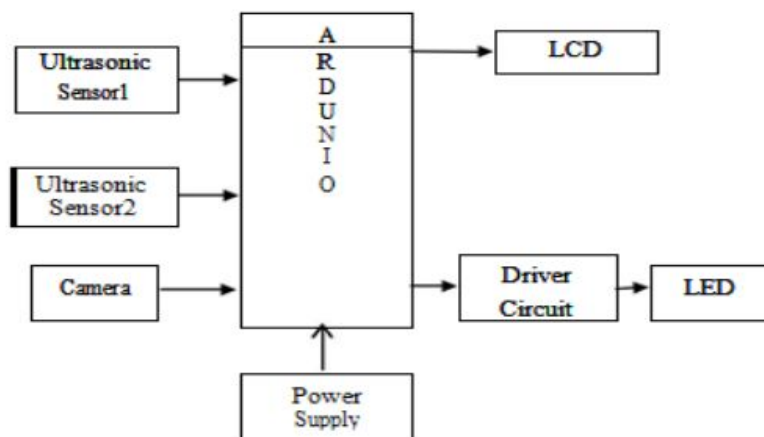 Ultrasonic
Sensor1
Ultrasonic
Sensor2
Camera
A
R
D
U
N
I
O
Power
Supply
LCD
Driver
Circuit
LED